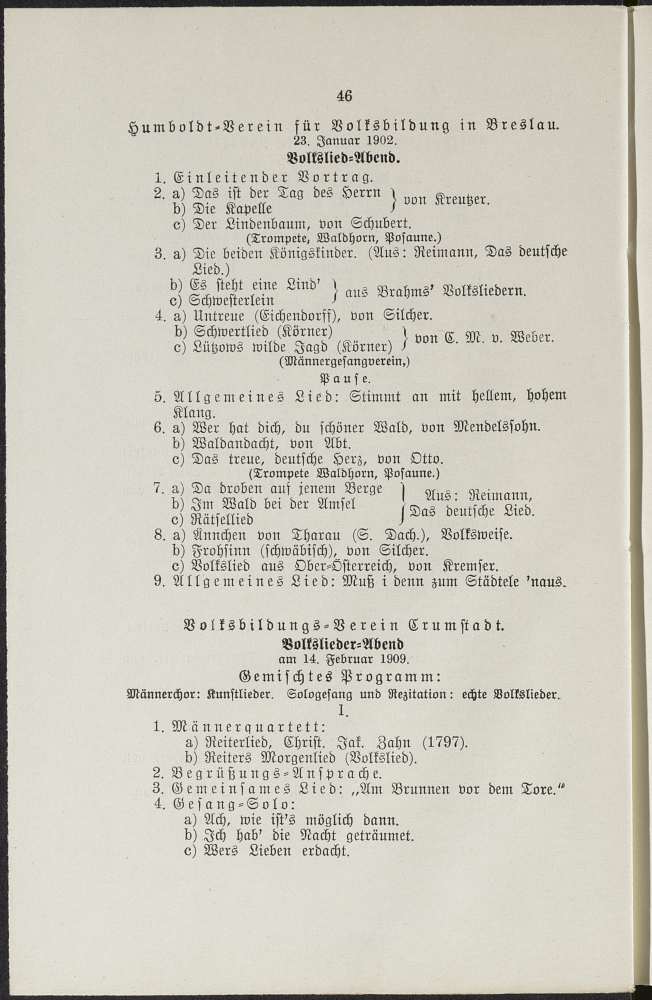 46
Humboldt-Verein für Volksbildung in Breslau.
23. Januar 1902.
Volkslied-Abend.
1. Einleitender Vortrag.
2. a) Das ist der Tag des Herrn
b) Die Kapelle
} von Kreutzer.
c) Der Lindenbaum, von Schubert.
(Trompete, Waldhorn, Posaune.)
3. a) Die beiden Königskinder. (Aus: Reimann, Das deutsche
Lied.)
b) Es steht eine Lind'
c) Schwesterlein
} aus Brahms' Volksliedern.
4. a) Untreue (Eichendorff), von Silcher.
b) Schwertlied (Körner)
c) Lützows wilde Jagd (Körner)
} von C. M. v. Weber.
(Männergesangverein,)
Pause.
5. Allgemeines Lied: Stimmt an mit hellem, hohem
Klang.
6. a) Wer hat dich, du schöner Wald, von Mendelssohn.
b) Waldandacht, von Abt.
c) Das treue, deutsche Herz, von Otto.
(Trompete Waldhorn, Posaune.)
7. a) Da droben auf jenem Berge
b) Im Wald bei der Amsel
c) Rätsellied
} Aus: Reimann,
Das deutsche Lied.
8. a) Ännchen von Tharau (S. Dach.), Volksweise.
b) Frohsinn (schwäbisch), von Silcher.
c) Volkslied aus Ober-Österreich, von Kremser.
9. Allgemeines Lied: Muß i denn zum Städtele 'naus.
Volksbildungs-Verein Crumstadt.
Volkslieder-Abend
am 14. Februar 1909.
Gemischtes Programm:
Männerchor: Kunstlieder. Sologesang und Rezitation: echte Volkslieder.
I.
1. Männerquartett:
a) Reiterlied, Christ. Jak. Zahn (1797).
b) Reiters Morgenlied (Volkslied).
2. Begrüßungs-Ansprache.
3. Gemeinsames Lied: „Am Brunnen vor dem Tore."
4. Gesang-Solo:
a) Ach, wie ist's möglich dann.
b) Ich hab' die Nacht geträumet.
c) Wers Lieben erdacht.